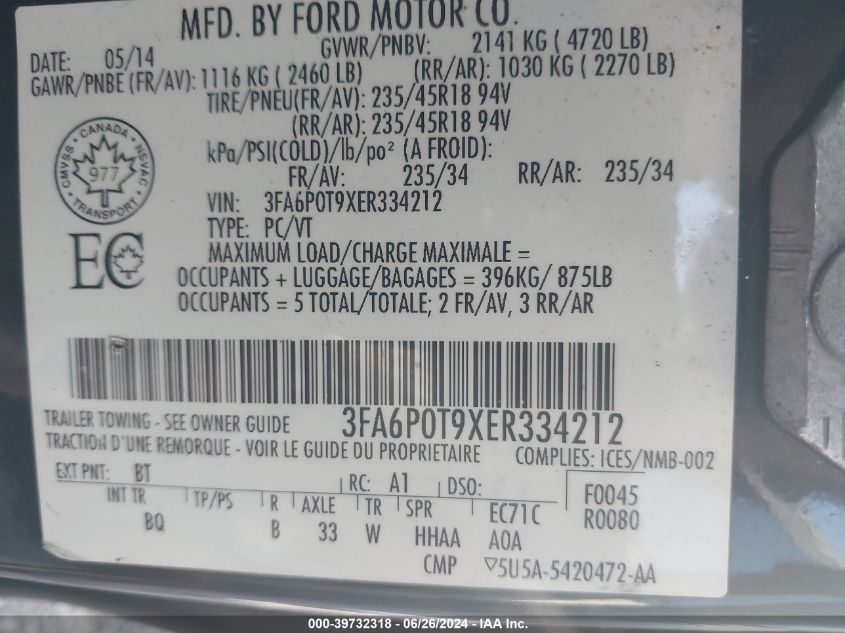 MFD. BY FORD MOTOR CO.
DATE: 05/14 GVWR/PNBV: 2141 KG ( 4720 LB)
GAWR/PNBE (FR/AV): 1116 KG ( 2460 LB) (RR/AR): 1030 KG ( 2270 LB)
TIRE/PNEU(FR/AV): 235/45R18 94V
(RR/AR): 235/45R18 94V
kPa/PSI(COLD)/lb/po² (A FROID):
FR/AV: 235/34 RR/AR: 235/34
CANADA
CMVSS 977 NSVAC
TRANSPORT
VIN: 3FA6P0T9XER334212
TYPE: PC/VT
EC
MAXIMUM LOAD/CHARGE MAXIMALE =
OCCUPANTS + LUGGAGE/BAGAGES = 396KG/ 875LB
OCCUPANTS = 5 TOTAL/TOTALE; 2 FR/AV, 3 RR/AR
TRAILER TOWING - SEE OWNER GUIDE 3FA6P0T9XER334212
TRACTION D'UNE REMORQUE - VOIR LE GUIDE DU PROPRIETAIRE COMPLIES: ICES/NMB-002
EXT PNT: BT RC: A1 DSO: F0045
INT TR TP/PS R AXLE TR SPR EC71C R0080
BQ B 33 W HHAA A0A
CMP ▽5U5A-5420472-AA
000-39732318 - 06/26/2024 - IAA Inc.